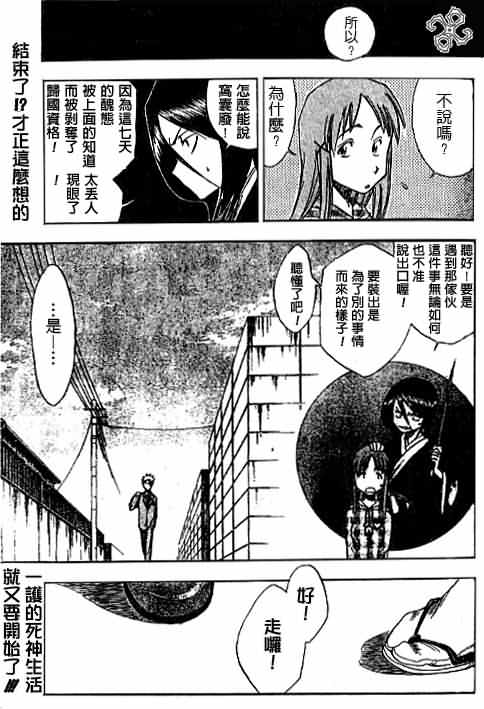 所以？
結束了!?才正這麼想的
不說嗎？
為什麼？
怎麼能說
窩囊廢！
因為這七天
的醜態
被上面的知道
而被剝奪了
歸國資格！
太丟人
現眼了
！
聽好！要是
遇到那傢伙
這件事無論如何
也不准
說出口喔！
要裝出是
為了別的事情
而來的樣子！
聽懂了吧！
…是…
一護的死神生活
就又要開始了!!!
好！
走囉！